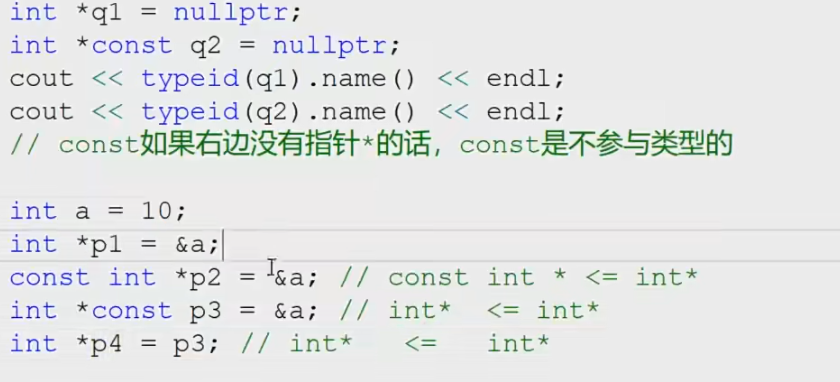 int *q1 = nullptr;
int *const q2 = nullptr;
cout << typeid(q1).name() << endl;
cout << typeid(q2).name() << endl;
// const如果右边没有指针*的话，const是不参与类型的
int a = 10;
int *p1 = &a;
const int *p2 = &a; // const int * <= int*
int *const p3 = &a; // int*  <= int*
int *p4 = p3; // int*   <=   int*